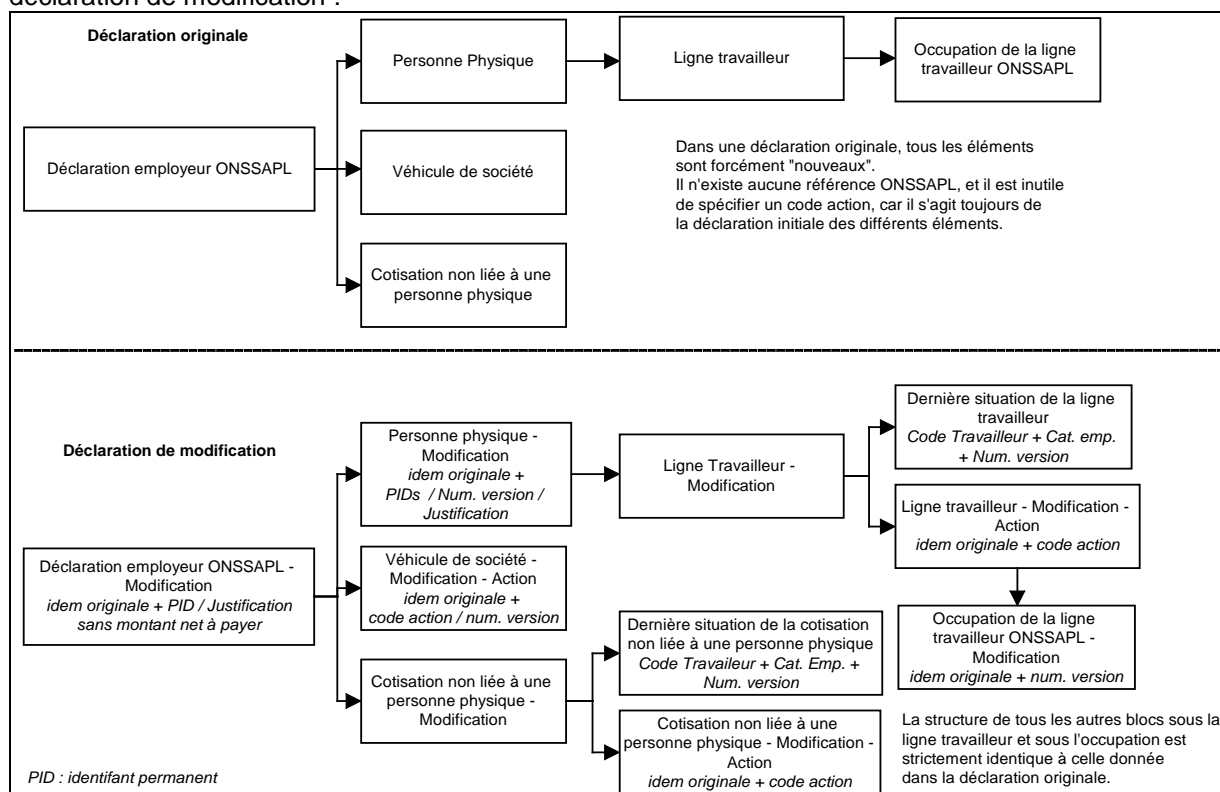 déclaration de modification :
Déclaration originale
Personne Physique
Ligne travailleur
Occupation de la ligne
travailleur ONSSAPL
Déclaration employeur ONSSAPL
Véhicule de société
Cotisation non liée à une
personne physique
Dans une déclaration originale, tous les éléments
sont forcément "nouveaux".
Il n'existe aucune référence ONSSAPL, et il est inutile
de spécifier un code action, car il s'agit toujours de
la déclaration initiale des différents éléments.
Déclaration de modification
Personne physique -
Modification
idem originale +
PIDs / Num. version /
Justification
Ligne Travailleur -
Modification
Dernière situation de la ligne
travailleur
Code Travailleur + Cat. emp.
+ Num. version
Ligne travailleur - Modification -
Action
idem originale + code action
Déclaration employeur ONSSAPL -
Modification
idem originale + PID / Justification
sans montant net à payer
Véhicule de société -
Modification - Action
idem originale +
code action / num. version
Dernière situation de la cotisation
non liée à une personne physique
Code Travaileur + Cat. Emp. +
Num. version
Occupation de la ligne
travailleur ONSSAPL -
Modification
idem originale + num. version
Cotisation non liée à une
personne physique -
Modification
Cotisation non liée à une
personne physique - Modification -
Action
idem originale + code action
La structure de tous les autres blocs sous la
ligne travailleur et sous l'occupation est
strictement identique à celle donnée
dans la déclaration originale.
PID : identifant permanent